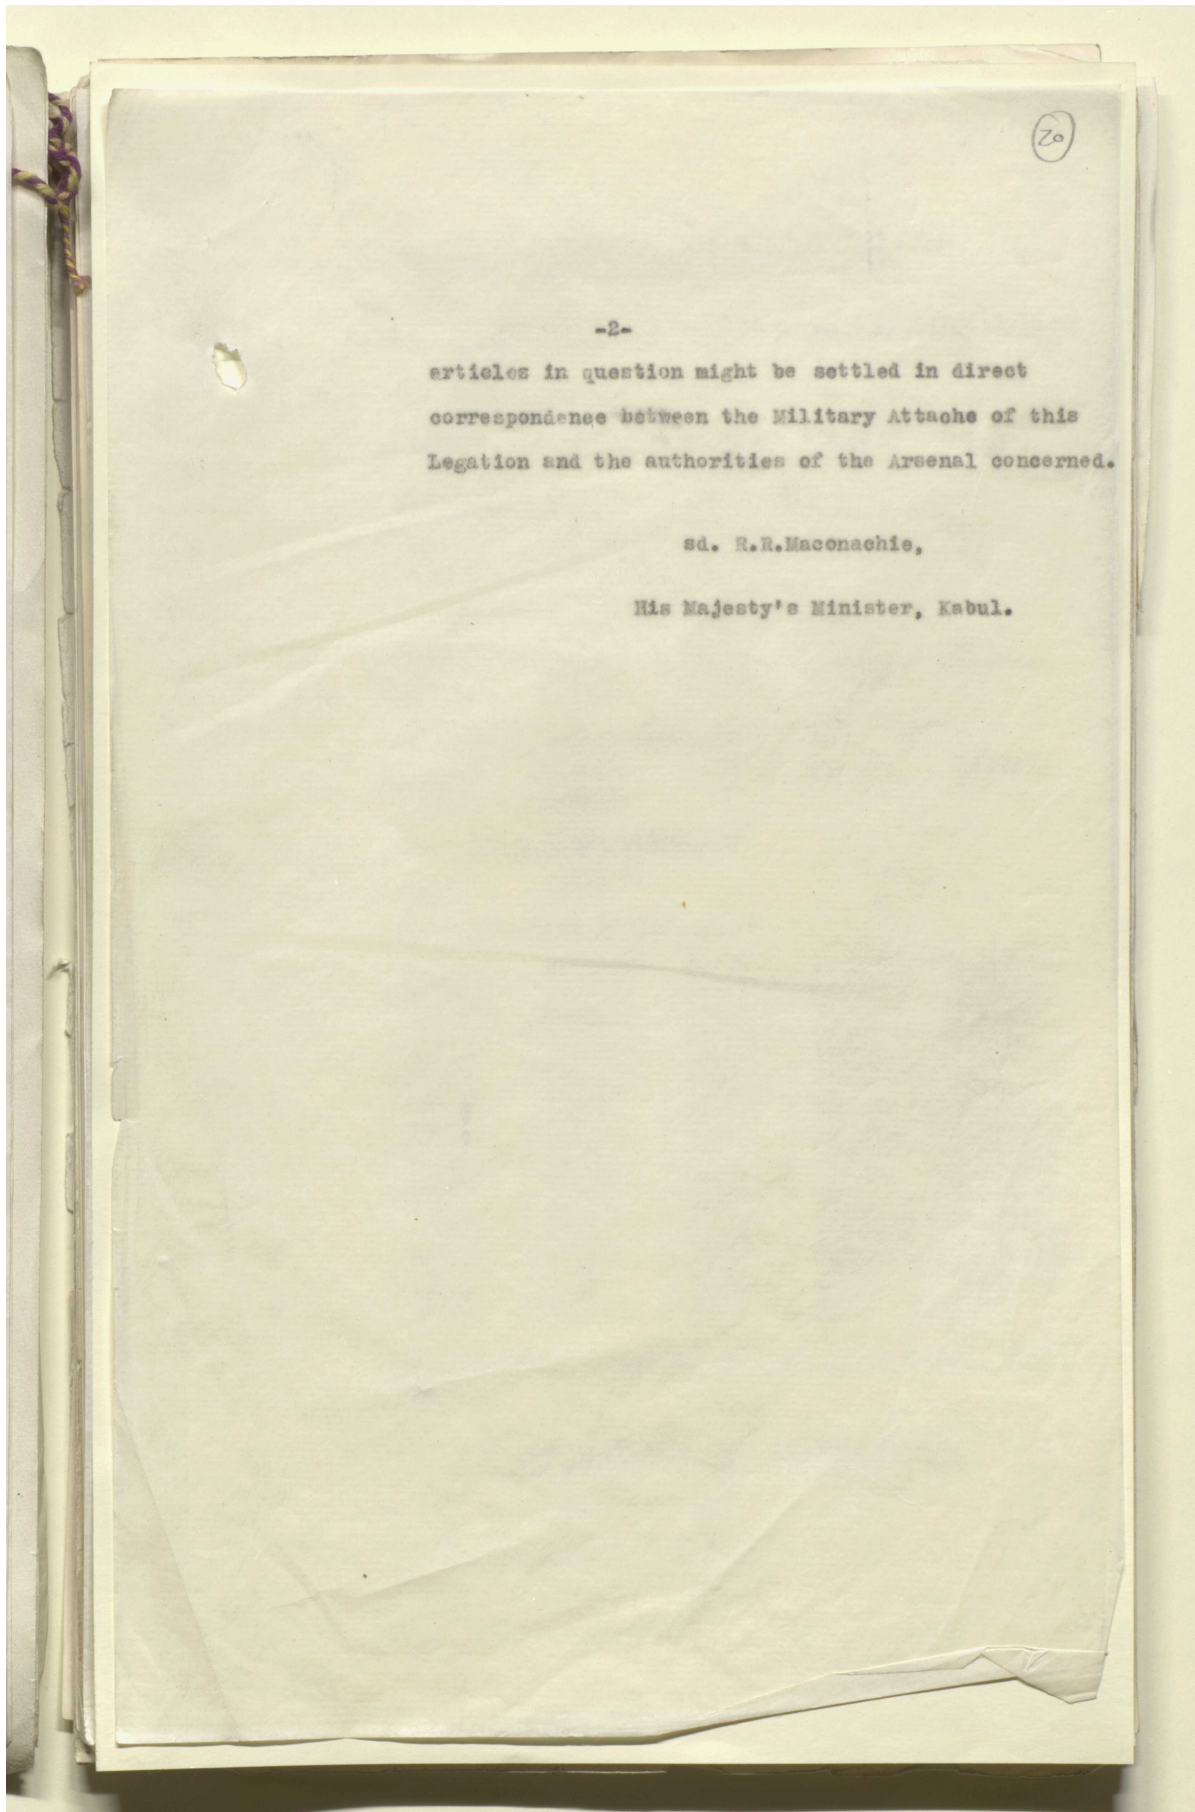 20
-2-
articles in question might be settled in direct
correspondence between the Military Attache of this
Legation and the authorities of the Arsenal concerned.
sd. R.R.Maconachie,
His Majesty's Minister, Kabul.